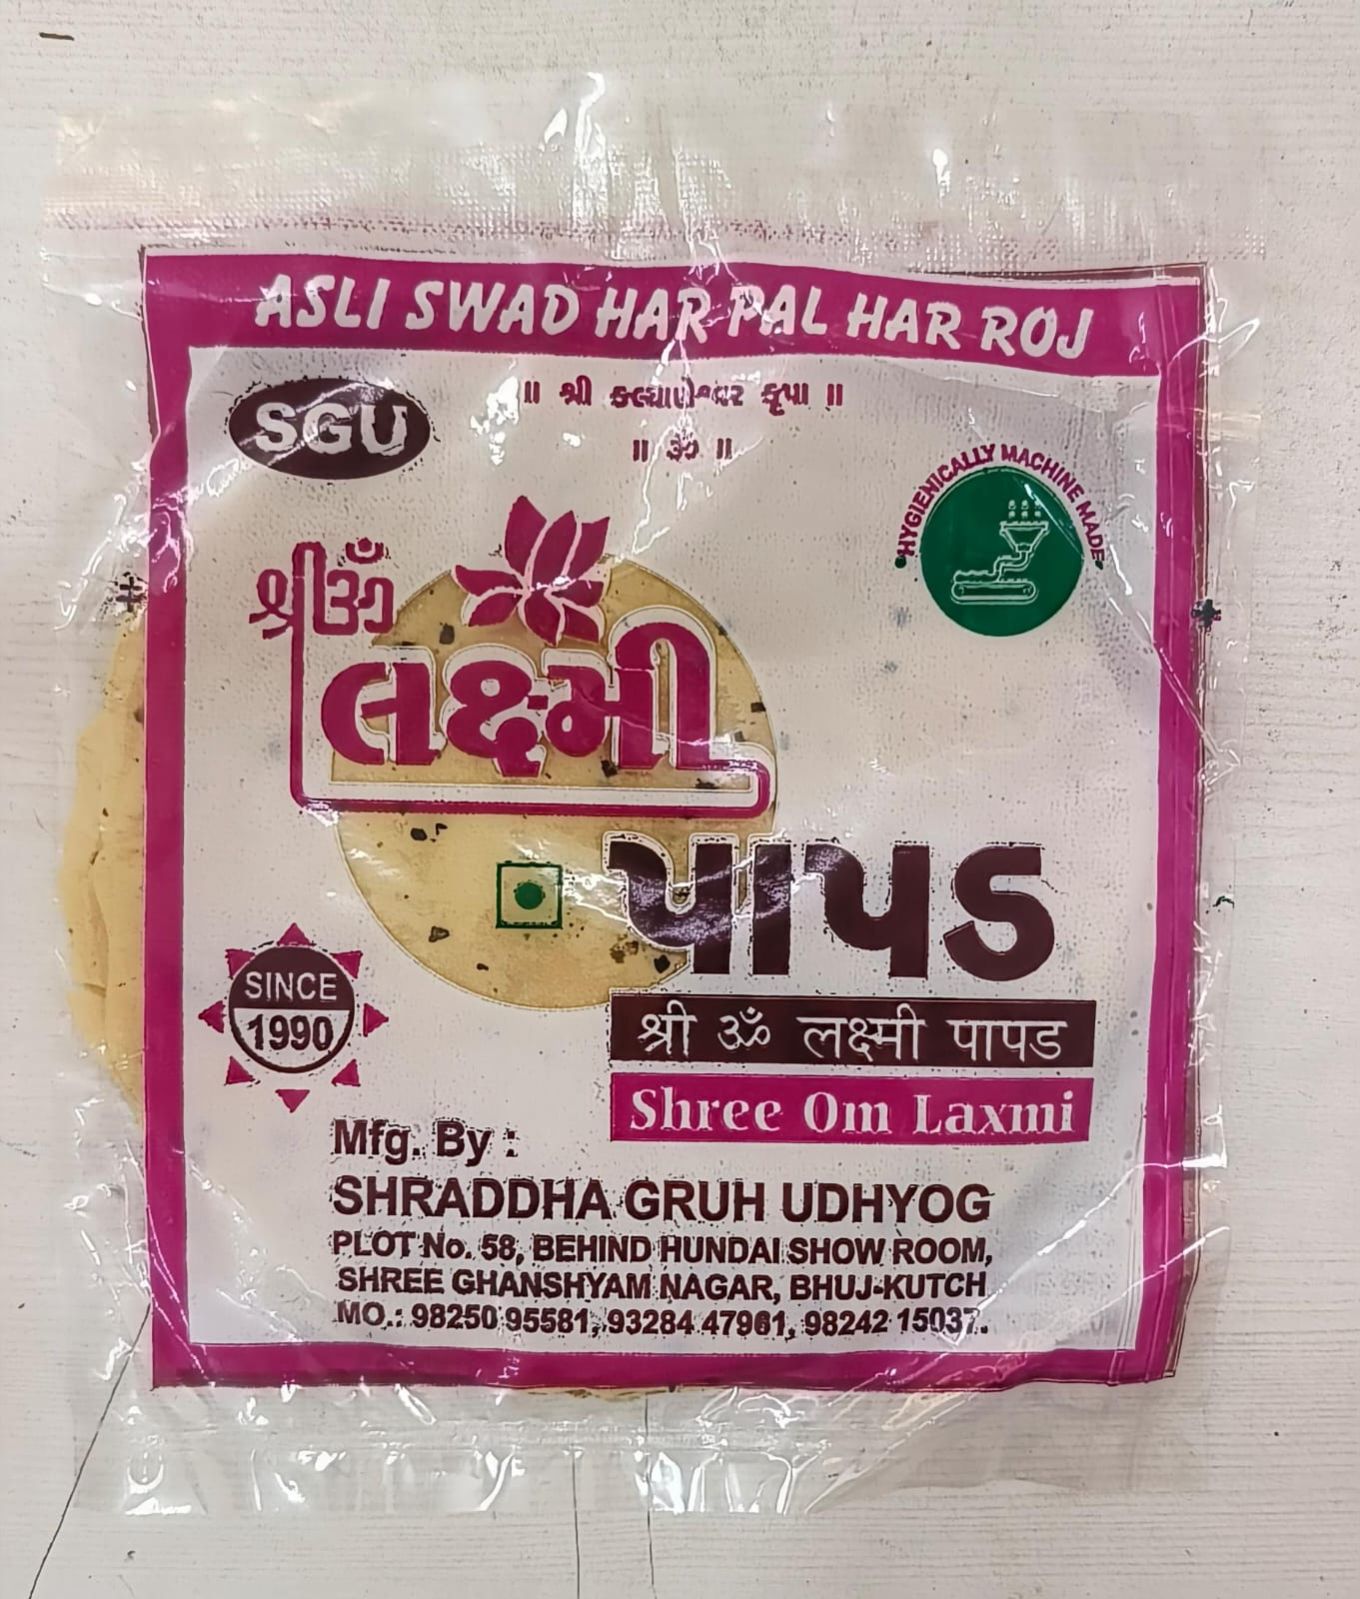 ASLI SWAD HAR PAL HAR ROJ
SGU
॥ શ્રી કલ્યાણેશ્વર કૃપા ॥
॥ ૐ ॥
HYGIENICALLY MACHINE MADE
શ્રી ૐ
લક્ષ્મી
પાપડ
SINCE
1990
श्री ॐ लक्ष्मी पापड
Shree Om Laxmi
Mfg. By :
SHRADDHA GRUH UDHYOG
PLOT No. 58, BEHIND HUNDAI SHOW ROOM,
SHREE GHANSHYAM NAGAR, BHUJ-KUTCH
MO.: 98250 95581, 93284 47961, 98242 15037.